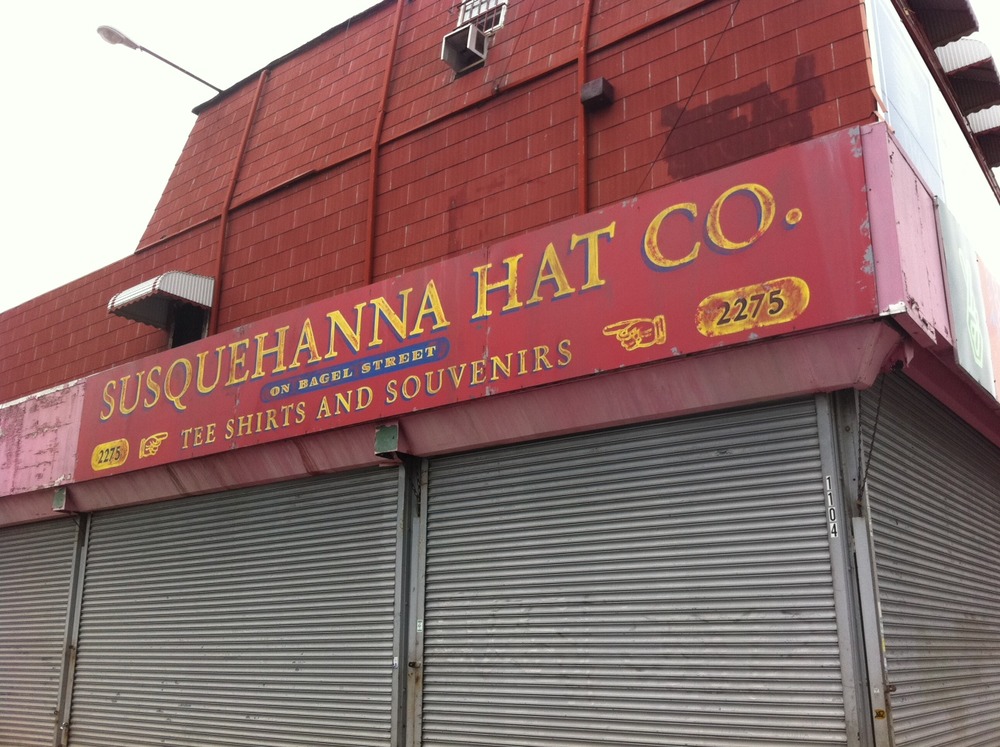 SUSQUEHANNA HAT CO.
ON BAGEL STREET
2275
TEE SHIRTS AND SOUVENIRS
2275
1104